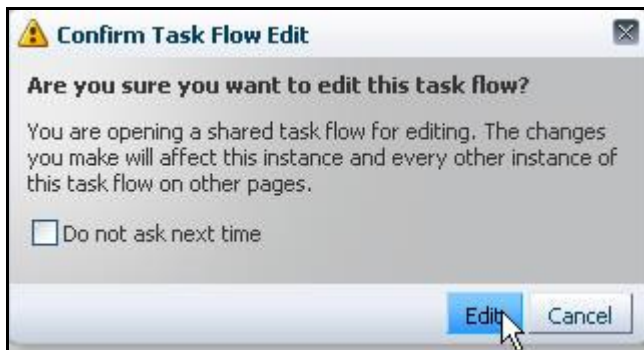 Confirm Task Flow Edit
Are you sure you want to edit this task flow?
You are opening a shared task flow for editing. The changes
you make will affect this instance and every other instance of
this task flow on other pages.
Do not ask next time
Edit Cancel